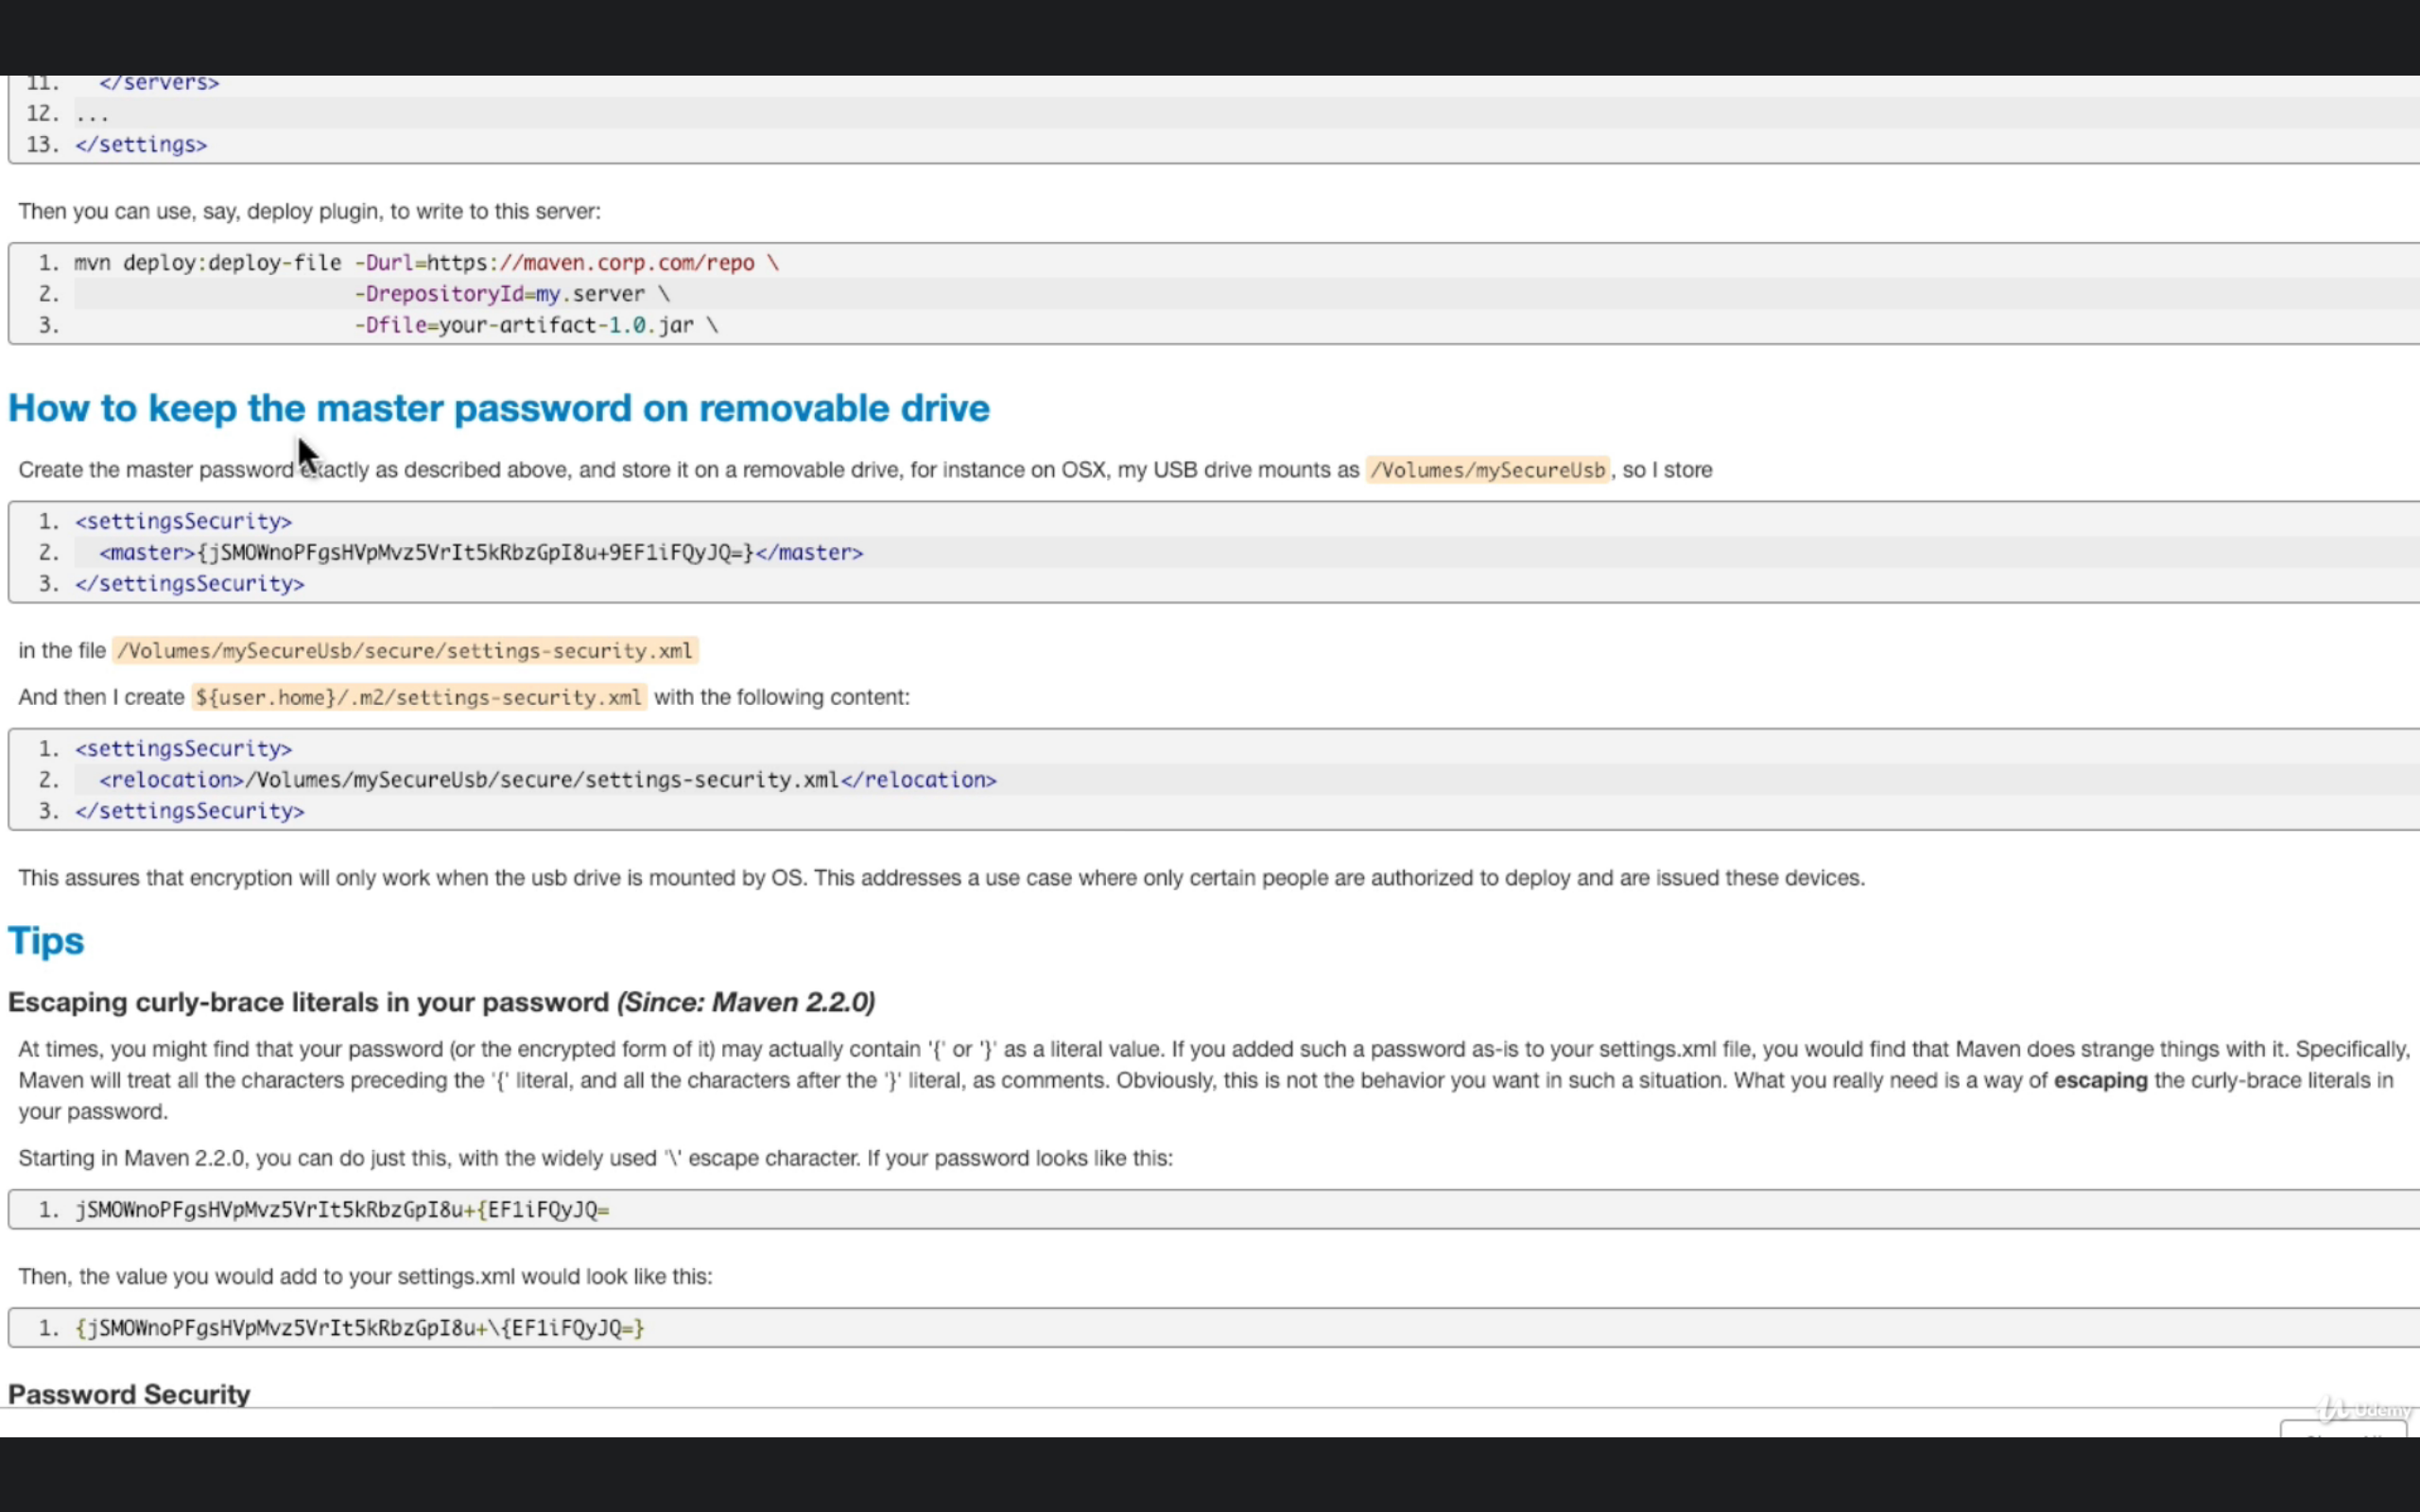 11.   </servers>
12. ...
13. </settings>
Then you can use, say, deploy plugin, to write to this server:
1. mvn deploy:deploy-file -Durl=https://maven.corp.com/repo \
2.                        -DrepositoryId=my.server \
3.                        -Dfile=your-artifact-1.0.jar \
How to keep the master password on removable drive
Create the master password exactly as described above, and store it on a removable drive, for instance on OSX, my USB drive mounts as /Volumes/mySecureUsb, so I store
1. <settingsSecurity>
2.   <master>{jSMOWnoPFgsHVpMvz5VrIt5kRbzGpI8u+9EF1iFQyJQ=}</master>
3. </settingsSecurity>
in the file /Volumes/mySecureUsb/secure/settings-security.xml
And then I create ${user.home}/.m2/settings-security.xml with the following content:
1. <settingsSecurity>
2.   <relocation>/Volumes/mySecureUsb/secure/settings-security.xml</relocation>
3. </settingsSecurity>
This assures that encryption will only work when the usb drive is mounted by OS. This addresses a use case where only certain people are authorized to deploy and are issued these devices.
Tips
Escaping curly-brace literals in your password (Since: Maven 2.2.0)
At times, you might find that your password (or the encrypted form of it) may actually contain '{' or '}' as a literal value. If you added such a password as-is to your settings.xml file, you would find that Maven does strange things with it. Specifically,
Maven will treat all the characters preceding the '{' literal, and all the characters after the '}' literal, as comments. Obviously, this is not the behavior you want in such a situation. What you really need is a way of escaping the curly-brace literals in
your password.
Starting in Maven 2.2.0, you can do just this, with the widely used '\' escape character. If your password looks like this:
1. jSMOWnoPFgsHVpMvz5VrIt5kRbzGpI8u+{EF1iFQyJQ=
Then, the value you would add to your settings.xml would look like this:
1. {jSMOWnoPFgsHVpMvz5VrIt5kRbzGpI8u+\{EF1iFQyJQ=}
Password Security
Udemy